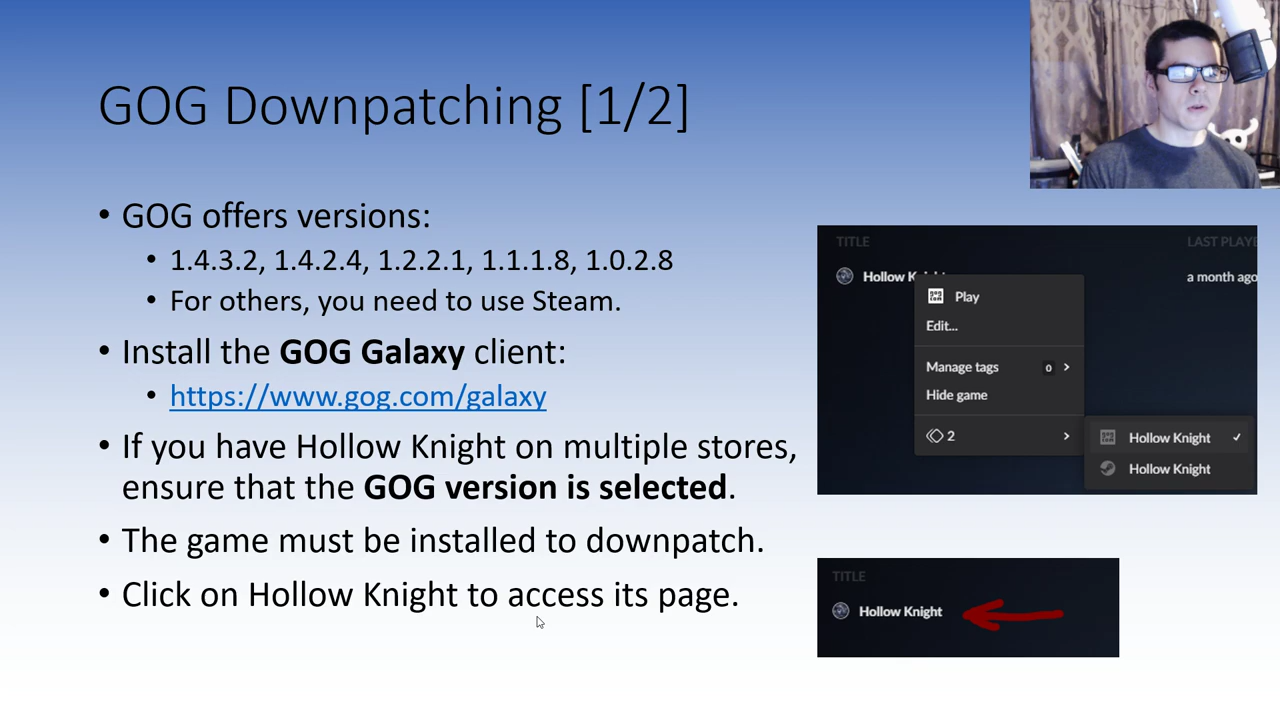 GOG Downpatching [1/2]
• GOG offers versions:
• 1.4.3.2, 1.4.2.4, 1.2.2.1, 1.1.1.8, 1.0.2.8
• For others, you need to use Steam.
• Install the GOG Galaxy client:
• https://www.gog.com/galaxy
• If you have Hollow Knight on multiple stores,
ensure that the GOG version is selected.
• The game must be installed to downpatch.
• Click on Hollow Knight to access its page.
TITLE
LAST PLAYE
Hollow K
a month ago
Play
Edit...
Manage tags 0
Hide game
2
Hollow Knight
Hollow Knight
TITLE
Hollow Knight